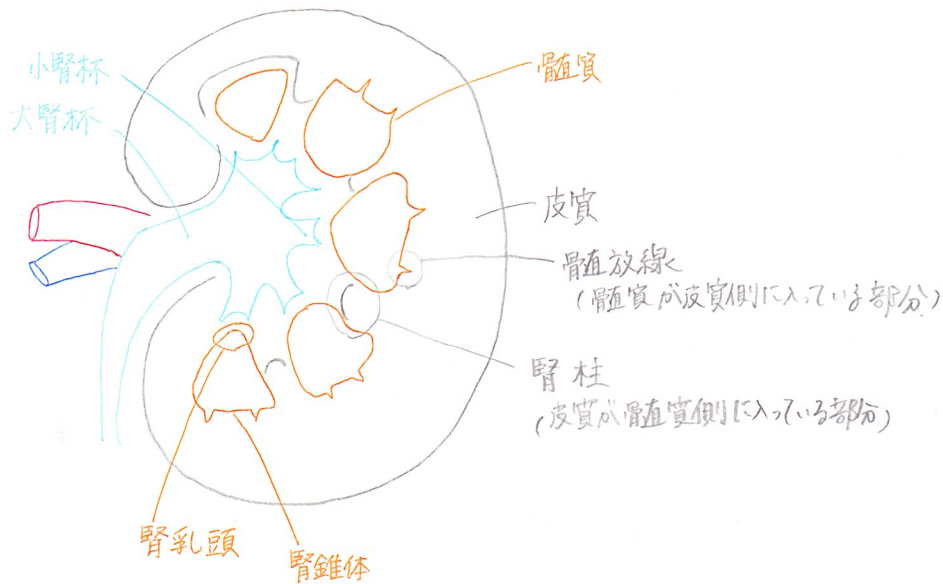 小腎杯
大腎杯
髄質
皮質
髄放線
(髄質が皮質側に入っている部分)
腎柱
(皮質が髄質側に入っている部分)
腎乳頭
腎錐体